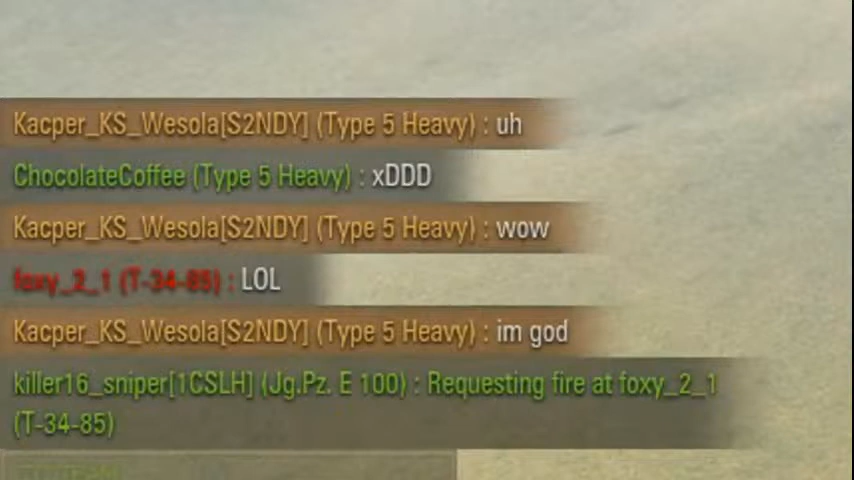 Kacper_KS_Wesola[S2NDY] (Type 5 Heavy) : uh
ChocolateCoffee (Type 5 Heavy) : xDDD
Kacper_KS_Wesola[S2NDY] (Type 5 Heavy) : wow
foxy_2_1 (T-34-85) : LOL
Kacper_KS_Wesola[S2NDY] (Type 5 Heavy) : im god
killer16_sniper[1CSLH] (Jg.Pz. E 100) : Requesting fire at foxy_2_1
(T-34-85)